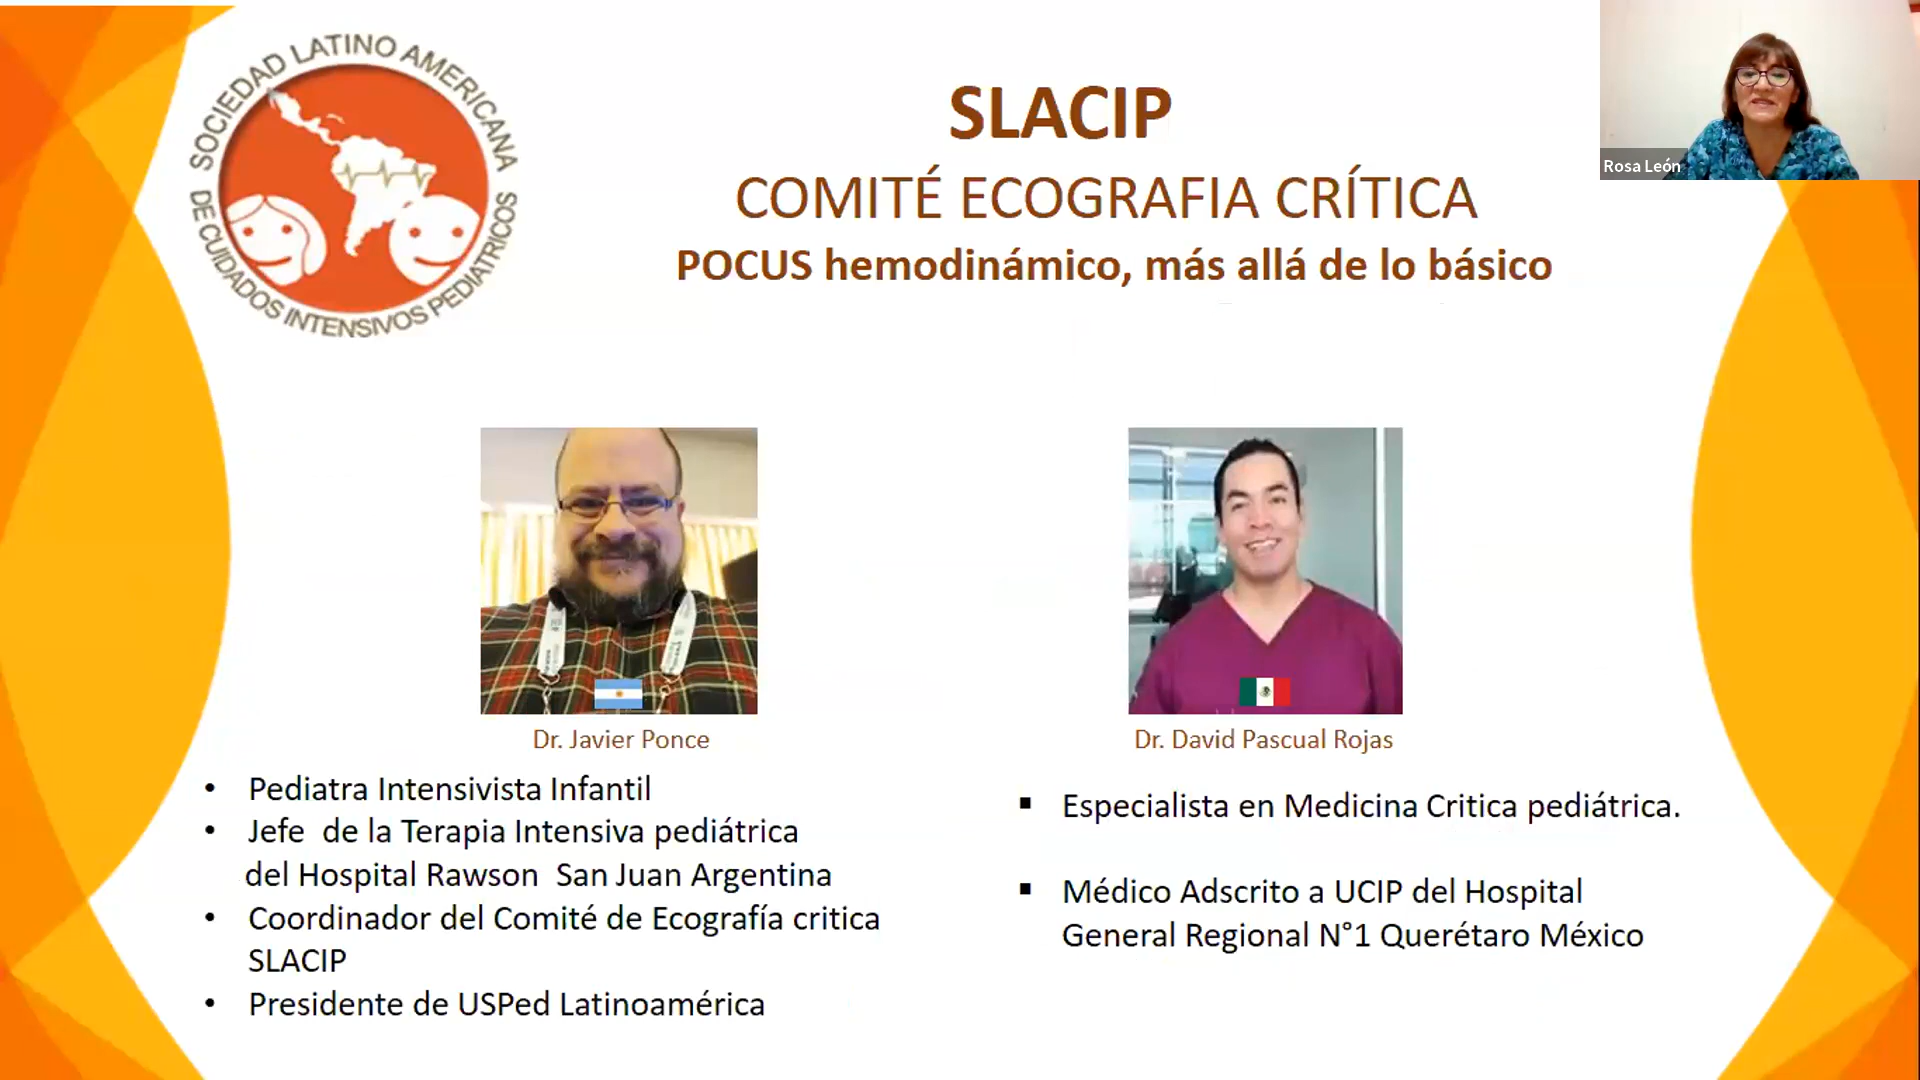 SOCIEDAD LATINO AMERICANA
DE CUIDADOS INTENSIVOS PEDIATRICOS
SLACIP
COMITÉ ECOGRAFIA CRÍTICA
POCUS hemodinámico, más allá de lo básico
Rosa León
Dr. Javier Ponce
• Pediatra Intensivista Infantil
• Jefe de la Terapia Intensiva pediátrica
del Hospital Rawson San Juan Argentina
• Coordinador del Comité de Ecografía critica
SLACIP
• Presidente de USPed Latinoamérica
Dr. David Pascual Rojas
▪ Especialista en Medicina Critica pediátrica.
▪ Médico Adscrito a UCIP del Hospital
General Regional N°1 Querétaro México